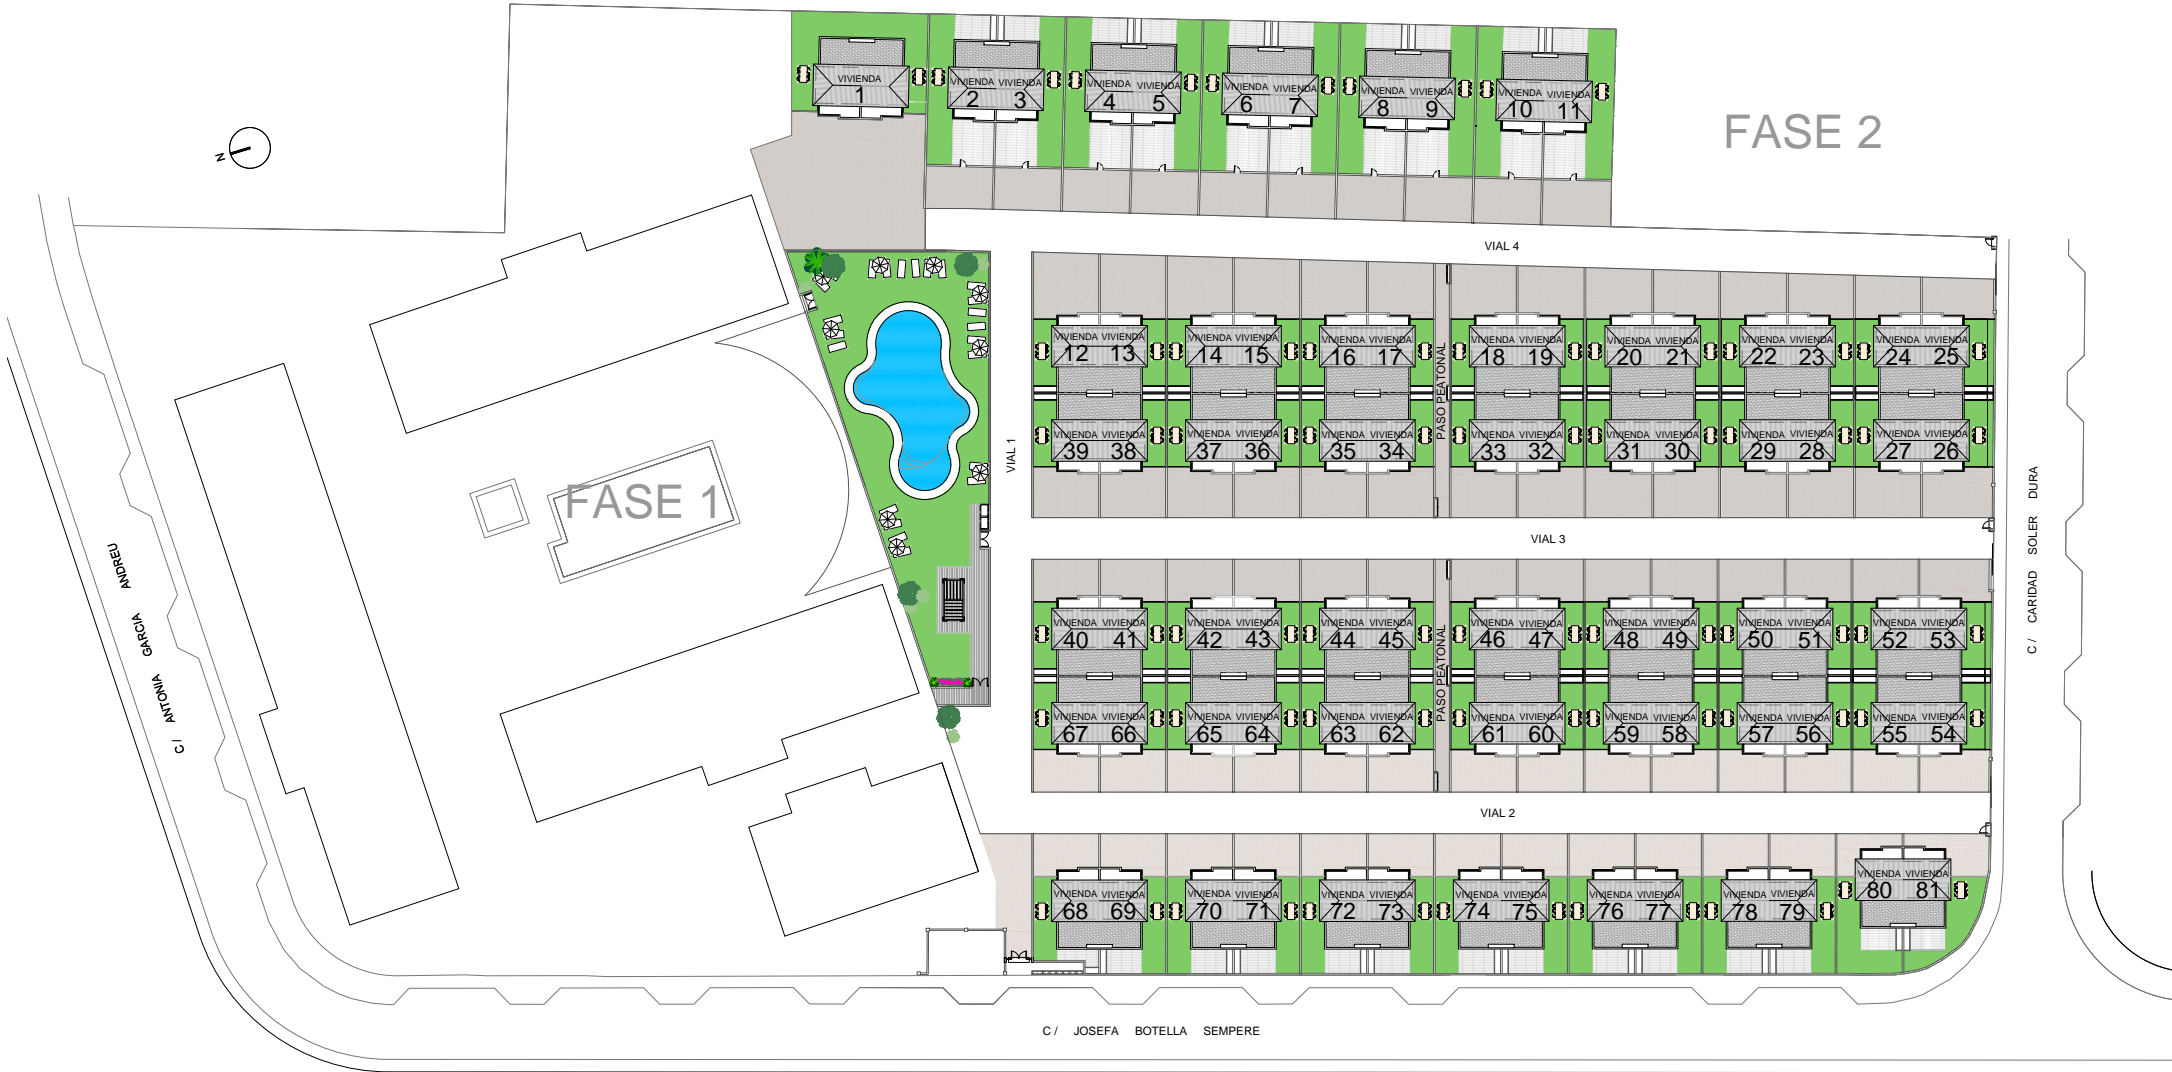 VIVIENDA
1
VIVIENDA VIVIENDA
2 3
VIVIENDA VIVIENDA
4 5
VIVIENDA VIVIENDA
6 7
VIVIENDA VIVIENDA
8 9
VIVIENDA VIVIENDA
10 11
FASE 2
N
VIAL 4
VIVIENDA VIVIENDA
12 13
VIVIENDA VIVIENDA
14 15
VIVIENDA VIVIENDA
16 17
PASO PEATONAL
VIVIENDA VIVIENDA
18 19
VIVIENDA VIVIENDA
20 21
VIVIENDA VIVIENDA
22 23
VIVIENDA VIVIENDA
24 25
VIAL 1
VIVIENDA VIVIENDA
39 38
VIVIENDA VIVIENDA
37 36
VIVIENDA VIVIENDA
35 34
VIVIENDA VIVIENDA
33 32
VIVIENDA VIVIENDA
31 30
VIVIENDA VIVIENDA
29 28
VIVIENDA VIVIENDA
27 26
FASE 1
C/ CARIDAD SOLER DURA
VIAL 3
C/ ANTONIA GARCIA ANDREU
VIVIENDA VIVIENDA
40 41
VIVIENDA VIVIENDA
42 43
VIVIENDA VIVIENDA
44 45
PASO PEATONAL
VIVIENDA VIVIENDA
46 47
VIVIENDA VIVIENDA
48 49
VIVIENDA VIVIENDA
50 51
VIVIENDA VIVIENDA
52 53
VIVIENDA VIVIENDA
67 66
VIVIENDA VIVIENDA
65 64
VIVIENDA VIVIENDA
63 62
VIVIENDA VIVIENDA
61 60
VIVIENDA VIVIENDA
59 58
VIVIENDA VIVIENDA
57 56
VIVIENDA VIVIENDA
55 54
VIAL 2
VIVIENDA VIVIENDA
68 69
VIVIENDA VIVIENDA
70 71
VIVIENDA VIVIENDA
72 73
VIVIENDA VIVIENDA
74 75
VIVIENDA VIVIENDA
76 77
VIVIENDA VIVIENDA
78 79
VIVIENDA VIVIENDA
80 81
C/ JOSEFA BOTELLA SEMPERE